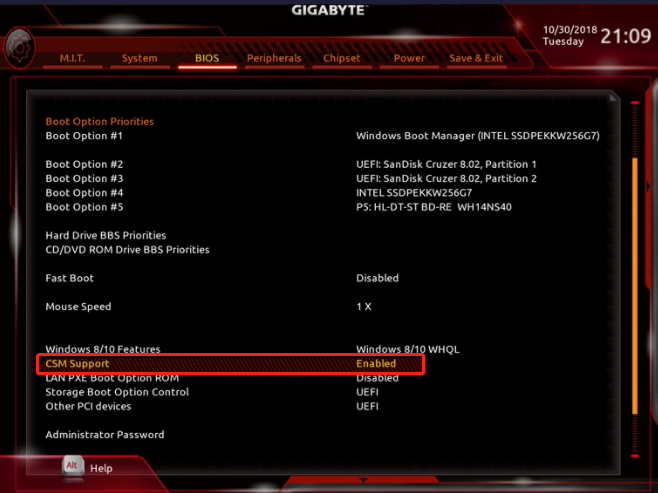 GIGABYTE
10/30/2018 21:09
Tuesday
M.I.T. System BIOS Peripherals Chipset Power Save & Exit
Boot Option Priorities
Boot Option #1 Windows Boot Manager (INTEL SSDPEKKW256G7)
Boot Option #2 UEFI: SanDisk Cruzer 8.02, Partition 1
Boot Option #3 UEFI: SanDisk Cruzer 8.02, Partition 2
Boot Option #4 INTEL SSDPEKKW256G7
Boot Option #5 P5: HL-DT-ST BD-RE WH14NS40
Hard Drive BBS Priorities
CD/DVD ROM Drive BBS Priorities
Fast Boot Disabled
Mouse Speed 1 X
Windows 8/10 Features Windows 8/10 WHQL
CSM Support Enabled
LAN PXE Boot Option ROM Disabled
Storage Boot Option Control UEFI
Other PCI devices UEFI
Administrator Password
Alt Help